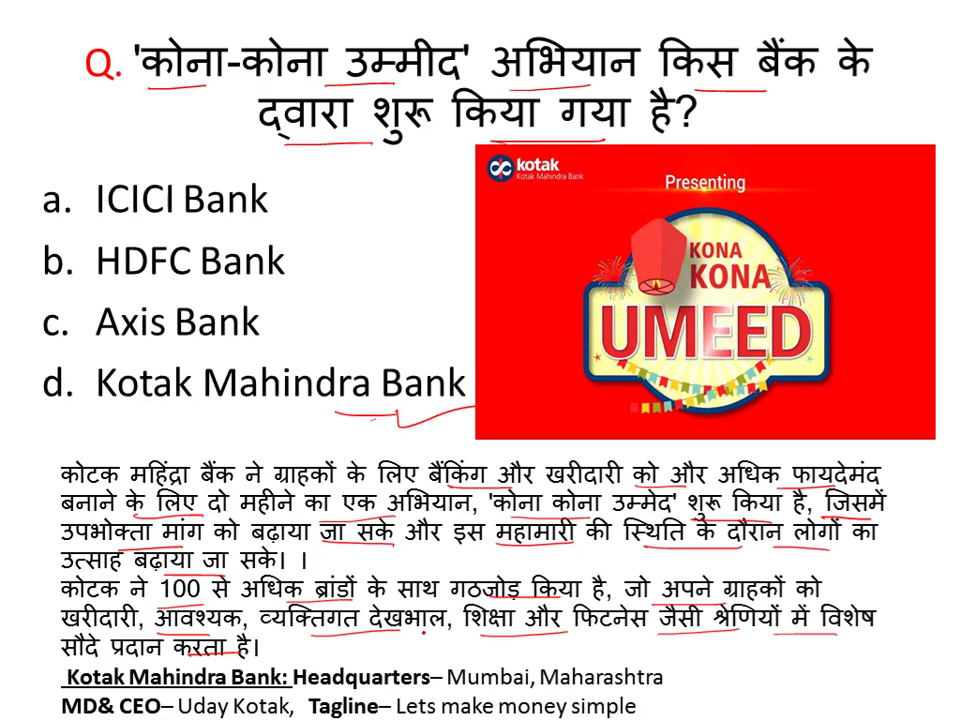 Q. 'कोना-कोना उम्मीद' अभियान किस बैंक के
द्वारा शुरू किया गया है?
a. ICICI Bank
b. HDFC Bank
c. Axis Bank
d. Kotak Mahindra Bank
kotak
Kotak Mahindra Bank
Presenting
KONA
KONA
UMEED
कोटक महिंद्रा बैंक ने ग्राहकों के लिए बैंकिंग और खरीदारी को और अधिक फायदेमंद
बनाने के लिए दो महीने का एक अभियान, 'कोना कोना उम्मेद' शुरू किया है, जिसमें
उपभोक्ता मांग को बढ़ाया जा सके और इस महामारी की स्थिति के दौरान लोगों का
उत्साह बढ़ाया जा सके। ।
कोटक ने 100 से अधिक ब्रांडों के साथ गठजोड़ किया है, जो अपने ग्राहकों को
खरीदारी, आवश्यक, व्यक्तिगत देखभाल, शिक्षा और फिटनेस जैसी श्रेणियों में विशेष
सौदे प्रदान करता है।
Kotak Mahindra Bank: Headquarters– Mumbai, Maharashtra
MD& CEO– Uday Kotak, Tagline– Lets make money simple